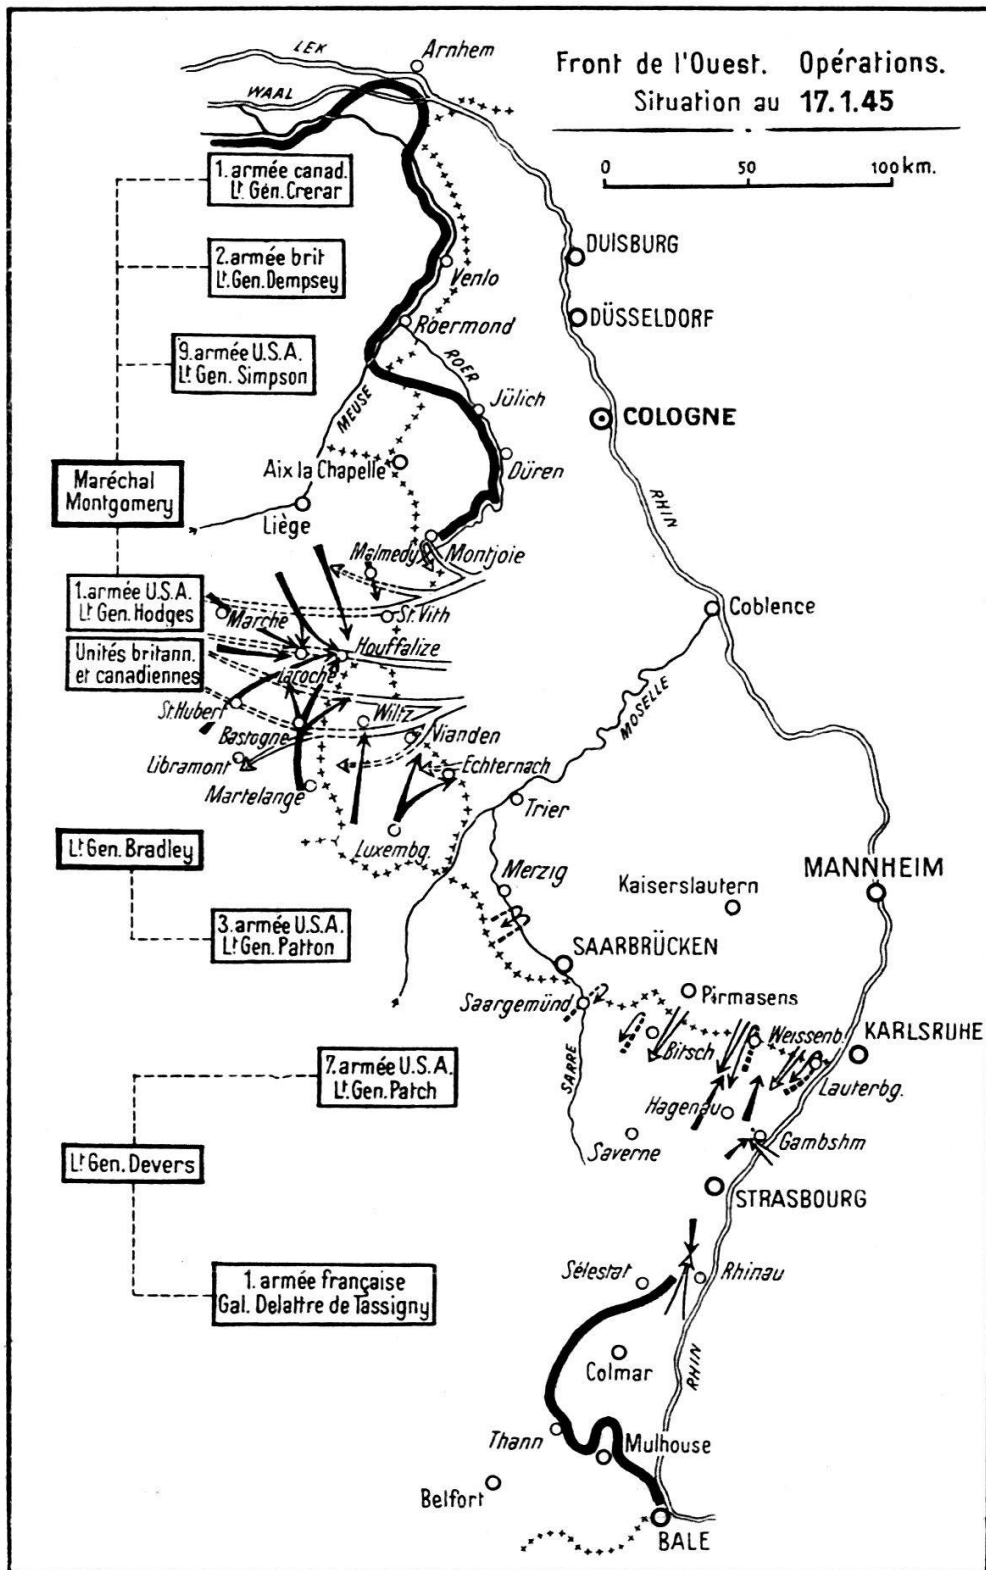 Front de l'Ouest. Opérations.
Situation au 17.1.45
0 50 100 km.
LEK
Arnhem
WAAL
1. armée canad.
Lt Gén. Crerar
2. armée brit
Lt Gen. Dempsey
9. armée U.S.A.
Lt Gen. Simpson
Maréchal
Montgomery
1. armée U.S.A.
Lt Gen. Hodges
Unités britann.
et canadiennes
Lt Gen. Bradley
3. armée U.S.A.
Lt Gen. Patton
7. armée U.S.A.
Lt Gen. Patch
Lt Gen. Devers
1. armée française
Gal. Delattre de Tassigny
DUISBURG
Venlo
DÜSSELDORF
Röermond
ROER
MEUSE
Jülich
COLOGNE
Aix la Chapelle
Düren
Liège
RHIN
Malmedy
Montjoie
Marche
St. Vith
Coblence
Houffalize
Laroche
St. Hubert
Wiltz
MOSELLE
Bastogne
Vianden
Libramont
Echternach
Martelange
Trier
Luxembg.
Merzig
Kaiserslautern
MANNHEIM
SAARBRÜCKEN
Saargemünd
Pirmasens
Bitsch
Weissenb.
KARLSRUHE
SARRE
Lauterbg.
Hagenau
Saverne
Gambshm
STRASBOURG
Sélestat
Rhinau
Colmar
RHIN
Thann
Mulhouse
Belfort
BALE